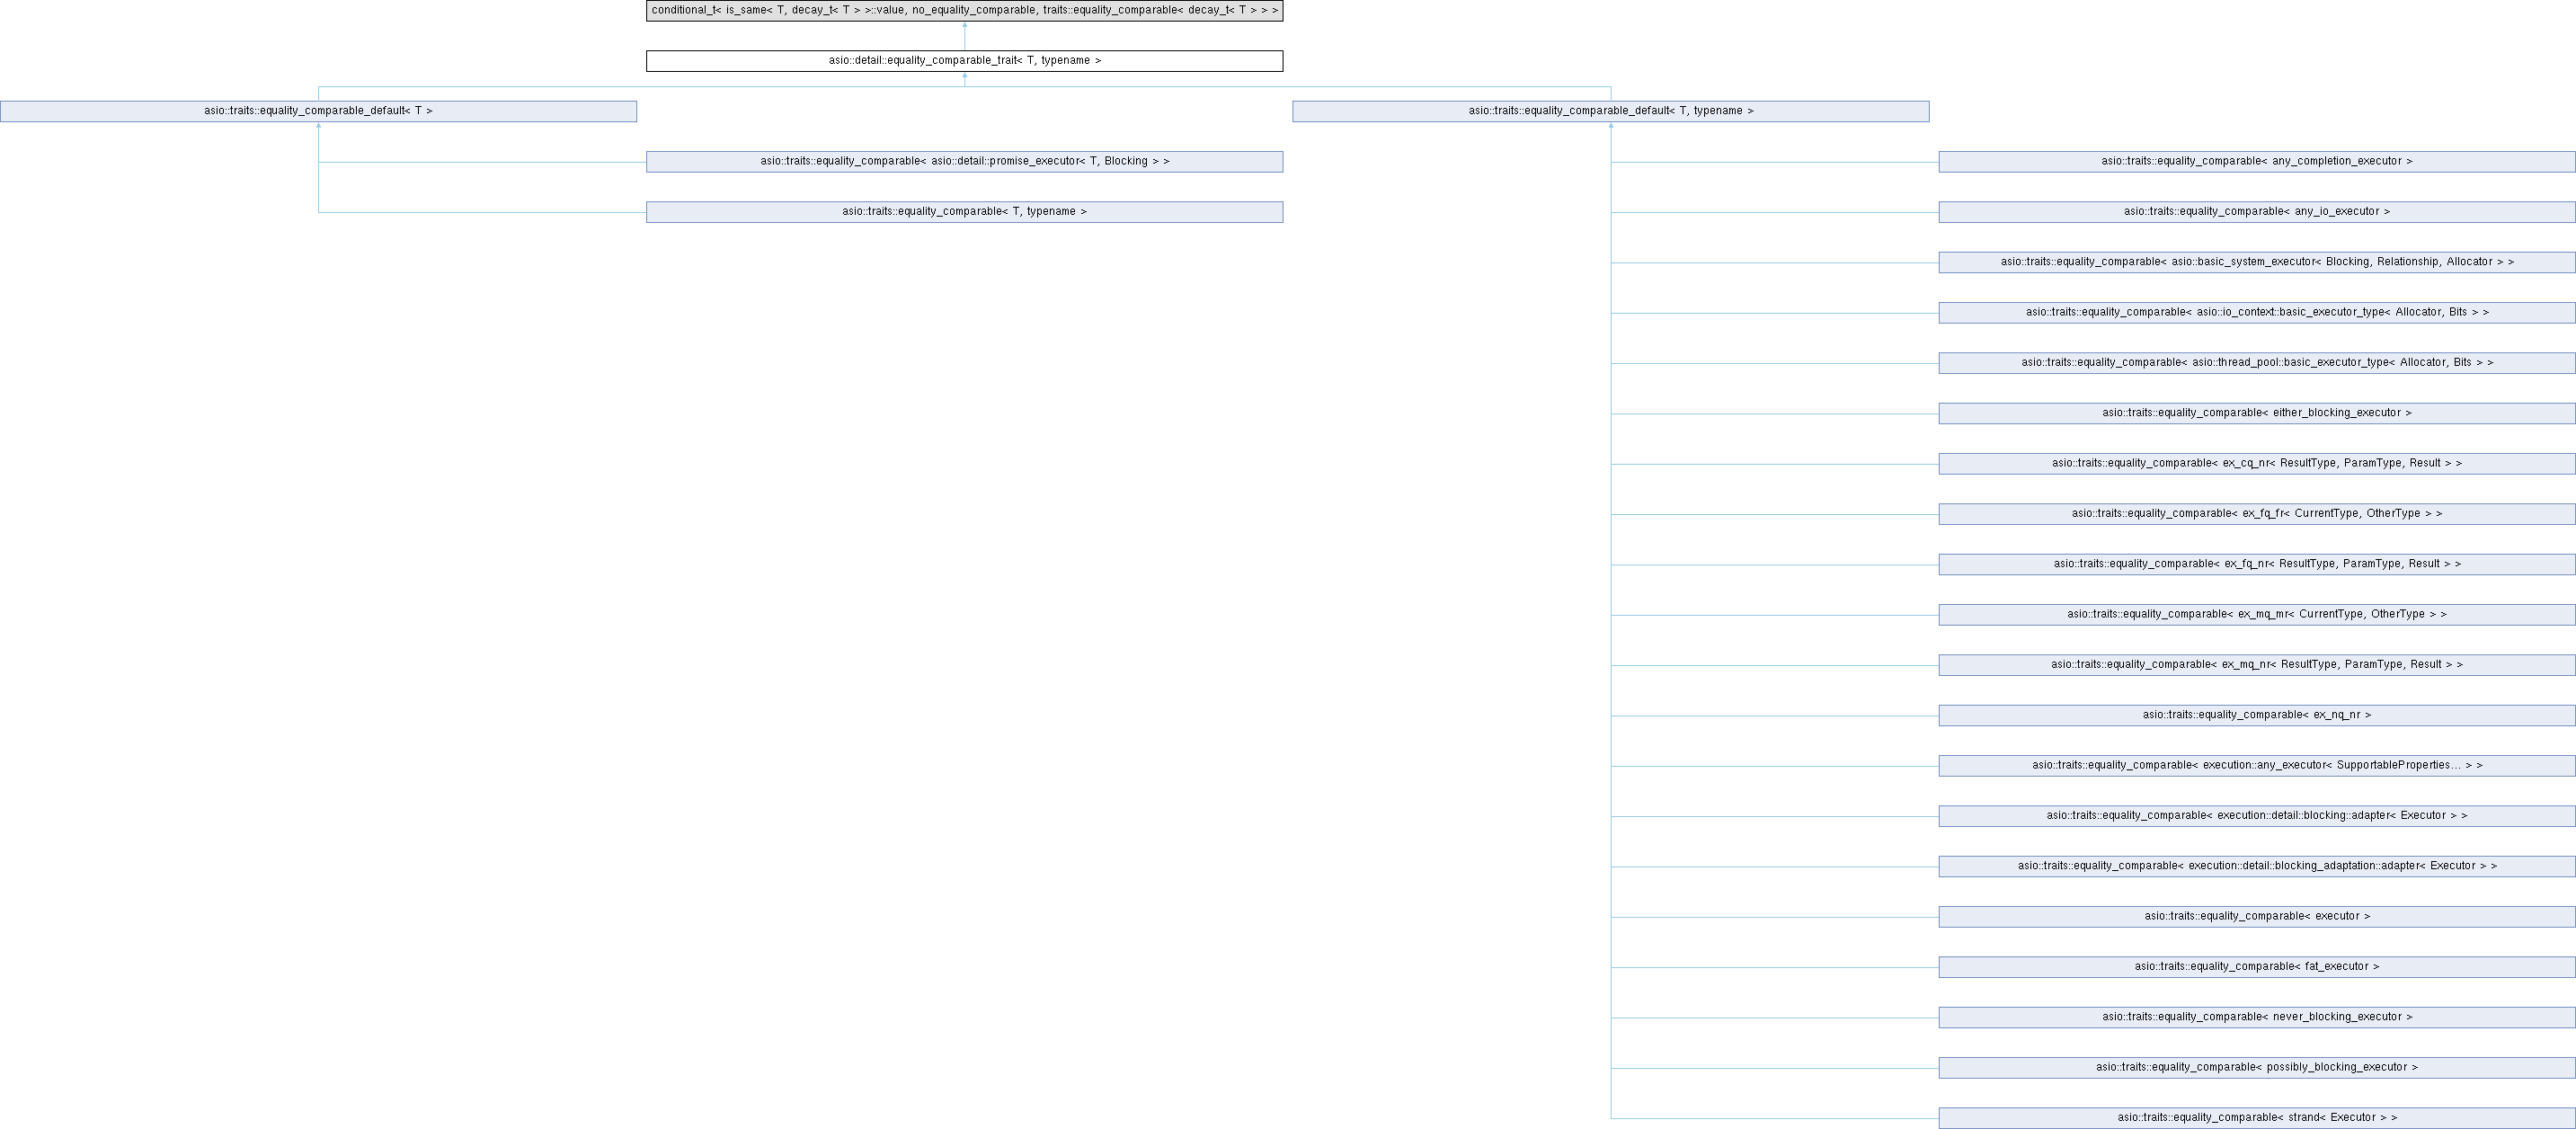 conditional_t< is_same< T, decay_t< T > >::value, no_equality_comparable, traits::equality_comparable< decay_t< T > > >
asio::detail::equality_comparable_trait< T, typename >
asio::traits::equality_comparable_default< T >
asio::traits::equality_comparable_default< T, typename >
asio::traits::equality_comparable< asio::detail::promise_executor< T, Blocking > >
asio::traits::equality_comparable< any_completion_executor >
asio::traits::equality_comparable< T, typename >
asio::traits::equality_comparable< any_io_executor >
asio::traits::equality_comparable< asio::basic_system_executor< Blocking, Relationship, Allocator > >
asio::traits::equality_comparable< asio::io_context::basic_executor_type< Allocator, Bits > >
asio::traits::equality_comparable< asio::thread_pool::basic_executor_type< Allocator, Bits > >
asio::traits::equality_comparable< either_blocking_executor >
asio::traits::equality_comparable< ex_cq_nr< ResultType, ParamType, Result > >
asio::traits::equality_comparable< ex_fq_fr< CurrentType, OtherType > >
asio::traits::equality_comparable< ex_fq_nr< ResultType, ParamType, Result > >
asio::traits::equality_comparable< ex_mq_mr< CurrentType, OtherType > >
asio::traits::equality_comparable< ex_mq_nr< ResultType, ParamType, Result > >
asio::traits::equality_comparable< ex_nq_nr >
asio::traits::equality_comparable< execution::any_executor< SupportableProperties... > >
asio::traits::equality_comparable< execution::detail::blocking::adapter< Executor > >
asio::traits::equality_comparable< execution::detail::blocking_adaptation::adapter< Executor > >
asio::traits::equality_comparable< executor >
asio::traits::equality_comparable< fat_executor >
asio::traits::equality_comparable< never_blocking_executor >
asio::traits::equality_comparable< possibly_blocking_executor >
asio::traits::equality_comparable< strand< Executor > >